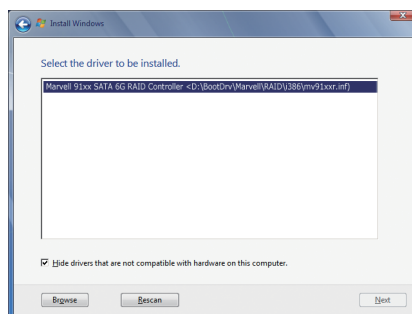 Install Windows
Select the driver to be installed.
Marvell 91xx SATA 6G RAID Controller <D:\BootDrv\Marvell\RAID\i386\mv91xxr.inf)
Hide drivers that are not compatible with hardware on this computer.
Browse
Rescan
Next